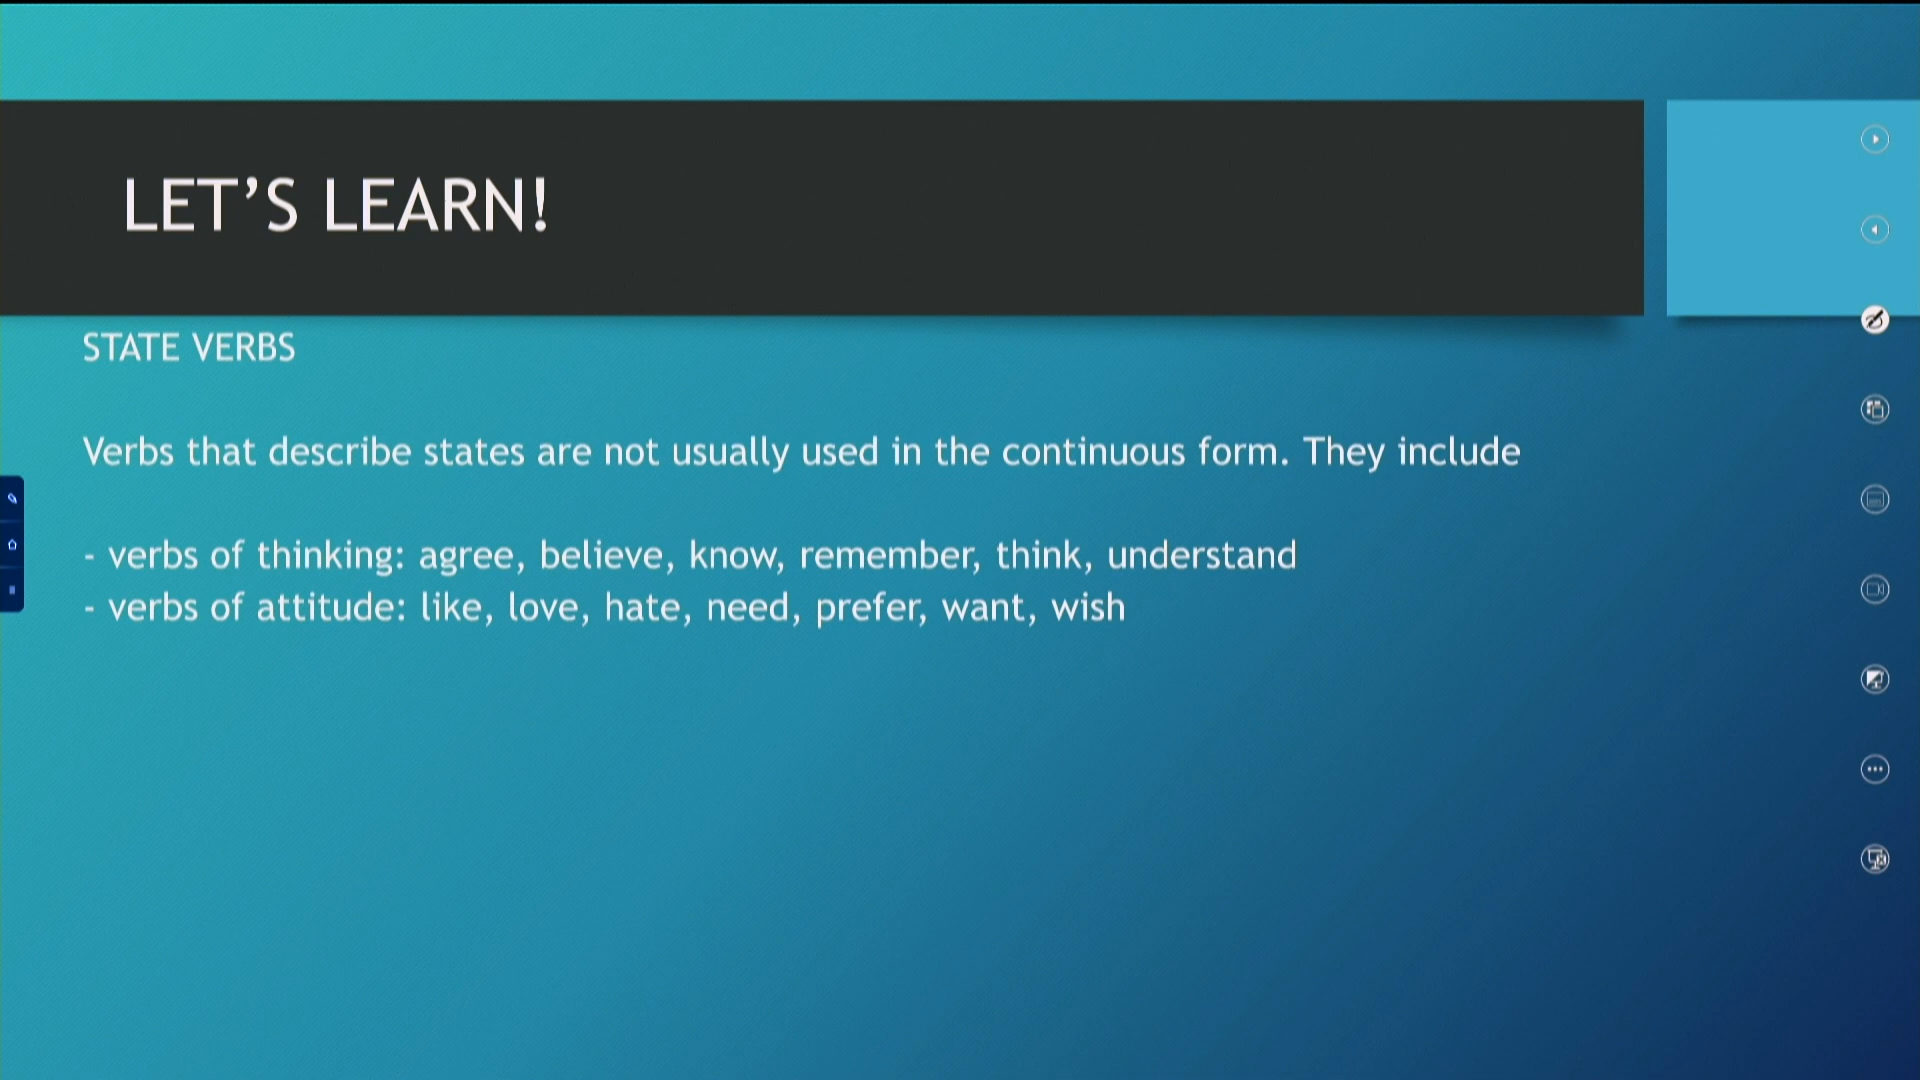 LET’S LEARN!
STATE VERBS
Verbs that describe states are not usually used in the continuous form. They include
- verbs of thinking: agree, believe, know, remember, think, understand
- verbs of attitude: like, love, hate, need, prefer, want, wish